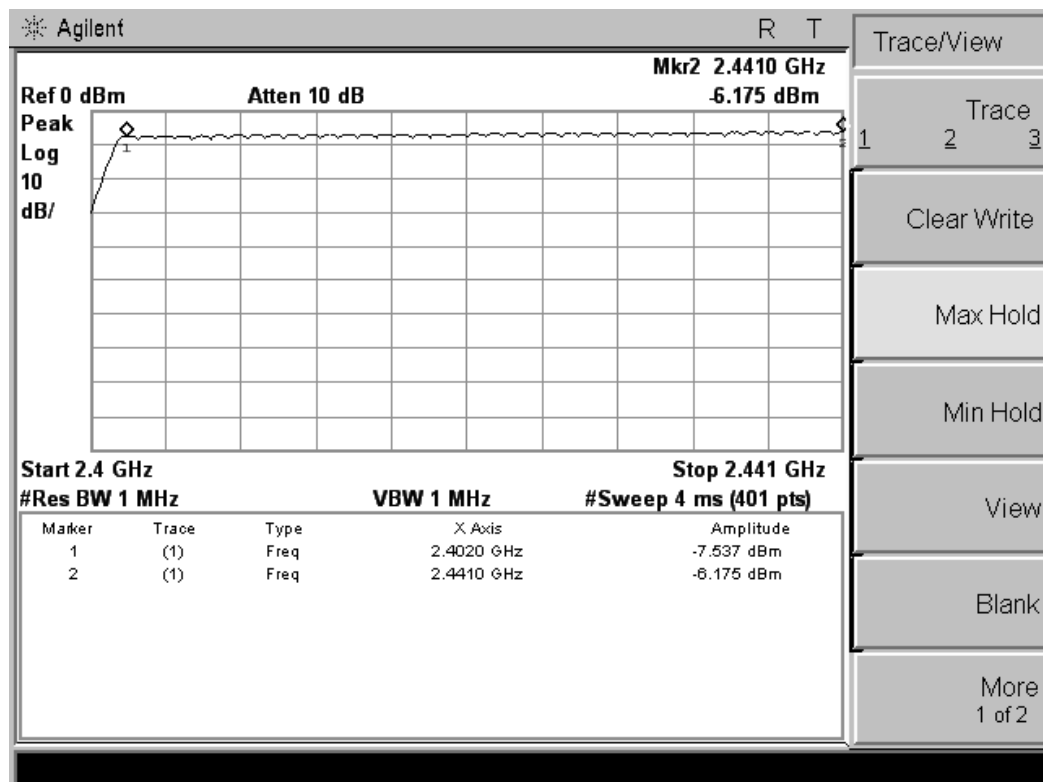 Agilent R T
Trace/View
Mkr2 2.4410 GHz
Ref 0 dBm Atten 10 dB -6.175 dBm
Peak
Log
10
dB/
1
Start 2.4 GHz Stop 2.441 GHz
#Res BW 1 MHz VBW 1 MHz #Sweep 4 ms (401 pts)
Marker Trace Type X Axis Amplitude
1 (1) Freq 2.4020 GHz -7.537 dBm
2 (1) Freq 2.4410 GHz -6.175 dBm
Trace
1 2 3
Clear Write
Max Hold
Min Hold
View
Blank
More
1 of 2